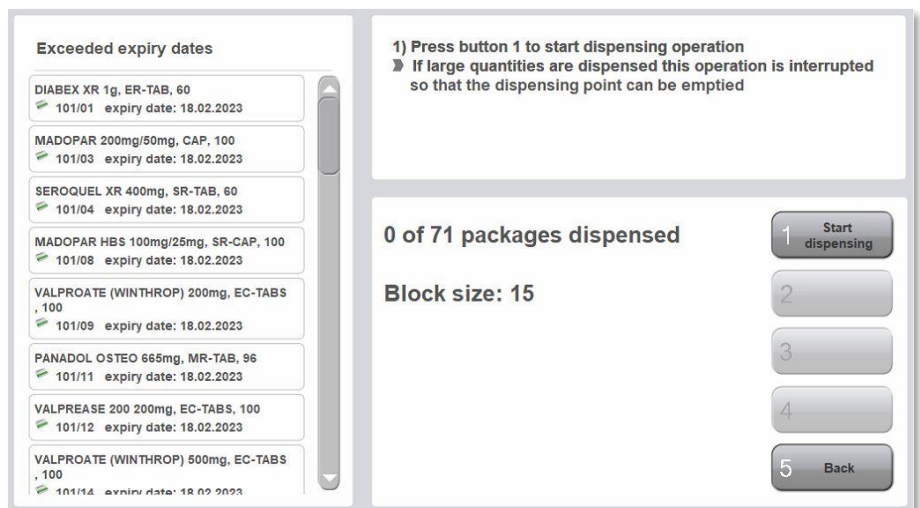 Exceeded expiry dates
DIABEX XR 1g, ER-TAB, 60
101/01 expiry date: 18.02.2023
MADOPAR 200mg/50mg, CAP, 100
101/03 expiry date: 18.02.2023
SEROQUEL XR 400mg, SR-TAB, 60
101/04 expiry date: 18.02.2023
MADOPAR HBS 100mg/25mg, SR-CAP, 100
101/08 expiry date: 18.02.2023
VALPROATE (WINTHROP) 200mg, EC-TABS
, 100
101/09 expiry date: 18.02.2023
PANADOL OSTEO 665mg, MR-TAB, 96
101/11 expiry date: 18.02.2023
VALPREASE 200 200mg, EC-TABS, 100
101/12 expiry date: 18.02.2023
VALPROATE (WINTHROP) 500mg, EC-TABS
, 100
101/14 expiry date: 18.02.2023
1) Press button 1 to start dispensing operation
If large quantities are dispensed this operation is interrupted
so that the dispensing point can be emptied
0 of 71 packages dispensed
Block size: 15
1 Start
dispensing
2
3
4
5 Back